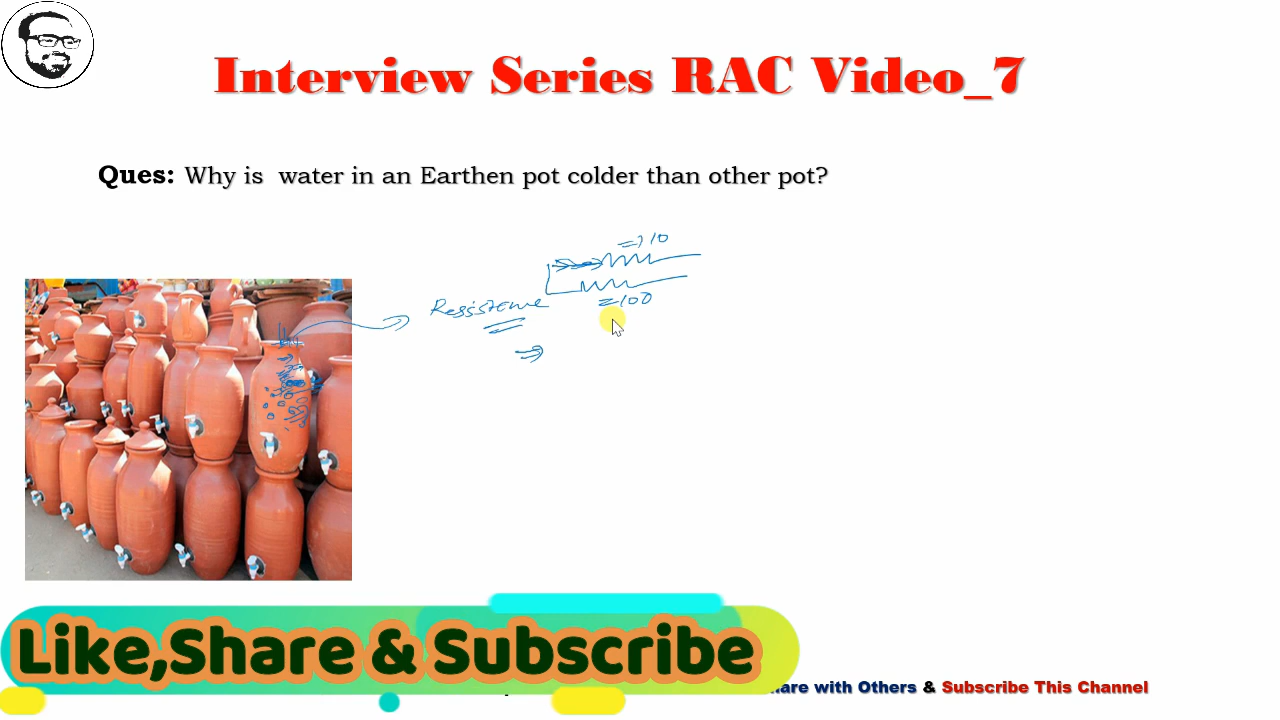 Interview Series RAC Video_7
Ques: Why is water in an Earthen pot colder than other pot?
=>10
=100
Resistance
Like,Share & Subscribe
hare with Others & Subscribe This Channel